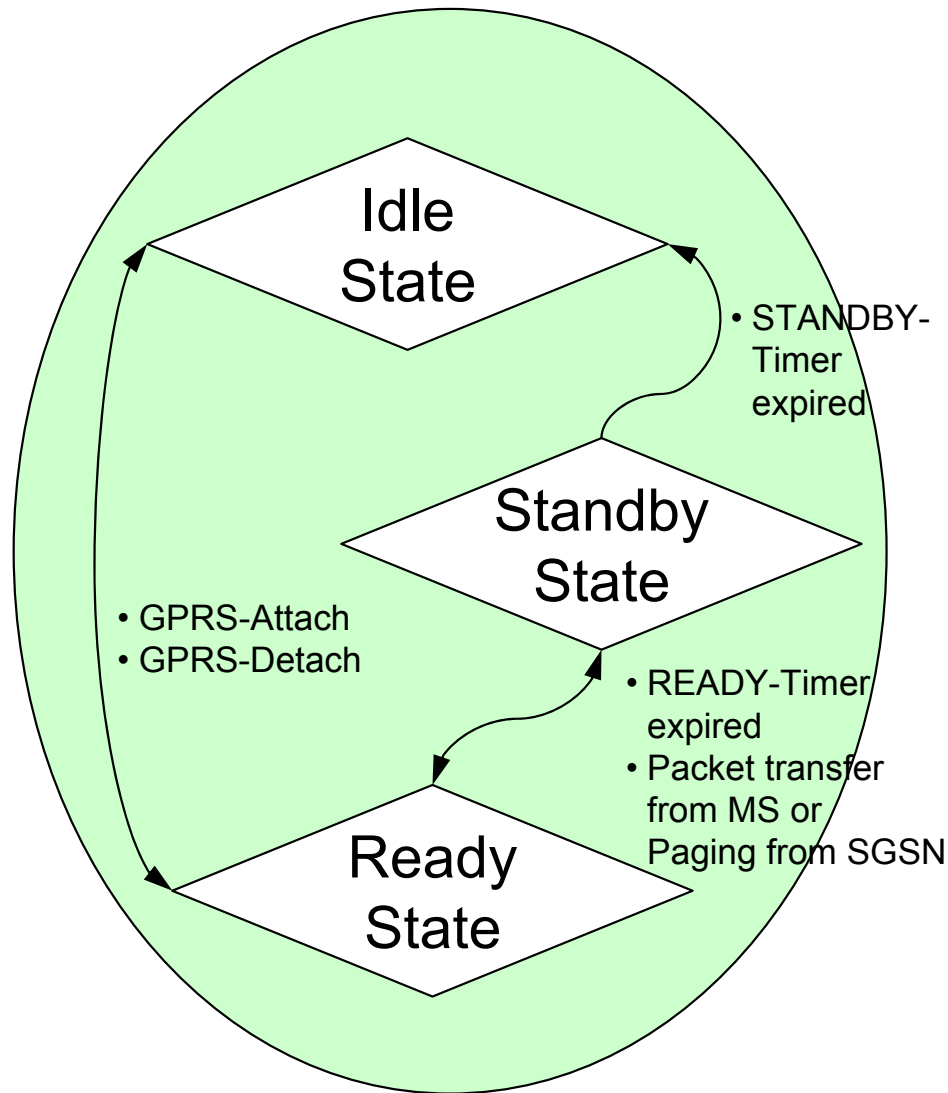 Idle
State
• STANDBY-
Timer
expired
Standby
State
• GPRS-Attach
• GPRS-Detach
• READY-Timer
expired
• Packet transfer
from MS or
Paging from SGSN
Ready
State